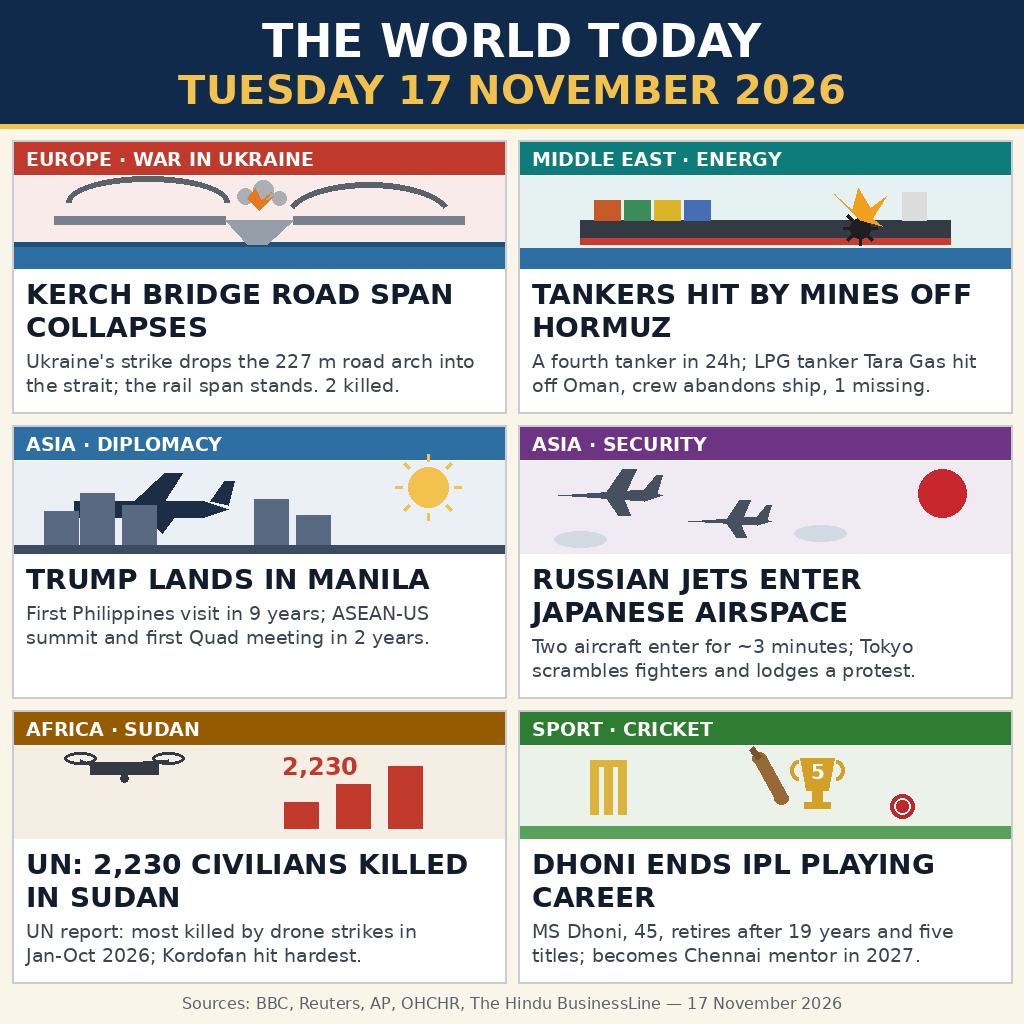 THE WORLD TODAY
TUESDAY 17 NOVEMBER 2026
EUROPE · WAR IN UKRAINE
KERCH BRIDGE ROAD SPAN
COLLAPSES
Ukraine's strike drops the 227 m road arch into
the strait; the rail span stands. 2 killed.
MIDDLE EAST · ENERGY
TANKERS HIT BY MINES OFF
HORMUZ
A fourth tanker in 24h; LPG tanker Tara Gas hit
off Oman, crew abandons ship, 1 missing.
ASIA · DIPLOMACY
TRUMP LANDS IN MANILA
First Philippines visit in 9 years; ASEAN-US
summit and first Quad meeting in 2 years.
ASIA · SECURITY
RUSSIAN JETS ENTER
JAPANESE AIRSPACE
Two aircraft enter for ~3 minutes; Tokyo
scrambles fighters and lodges a protest.
AFRICA · SUDAN
2,230
UN: 2,230 CIVILIANS KILLED
IN SUDAN
UN report: most killed by drone strikes in
Jan-Oct 2026; Kordofan hit hardest.
SPORT · CRICKET
5
DHONI ENDS IPL PLAYING
CAREER
MS Dhoni, 45, retires after 19 years and five
titles; becomes Chennai mentor in 2027.
Sources: BBC, Reuters, AP, OHCHR, The Hindu BusinessLine — 17 November 2026